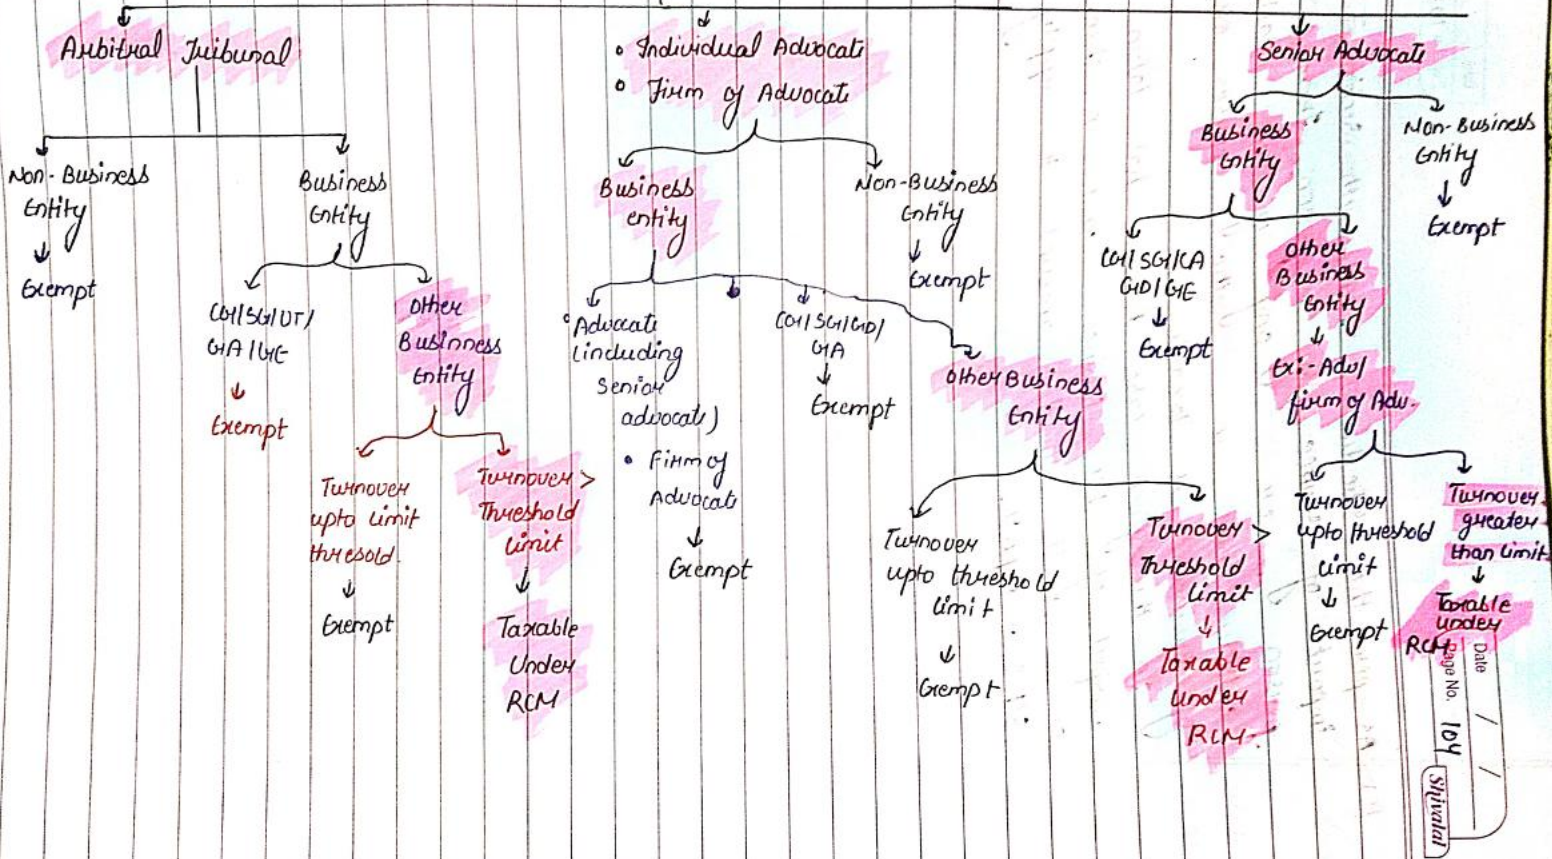 Arbitral Tribunal
Non-Business
Entity
Exempt
Business
Entity
CG/SG/UT/
GA/GE
Exempt
Other
Businness
Entity
Turnover
upto limit
thresold.
Exempt
Turnover >
Threshold
limit
Taxable
Under
RCM
• Individual Advocate
• Firm of Advocate
Business
entity
• Advocate
(including
Senior
advocate)
• Firm of
Advocate
Exempt
CG/SG/GD/
GA
Exempt
Other Business
Entity
Turnover
upto threshold
limit
Exempt
Turnover >
Threshold
Limit
Taxable
under
RCM
Non-Business
Entity
Exempt
Senior Advocate
Business
Entity
CG/SG/CA
GD/GE
Exempt
Other
Business
Entity
Ex:-Adv/
firm of Adv.
Turnover
upto threshold
limit
Exempt
Turnover
greater
than limit
Taxable
under
RCM
Non-Business
Entity
Exempt
Date / /
Page No. 104
Shivalal